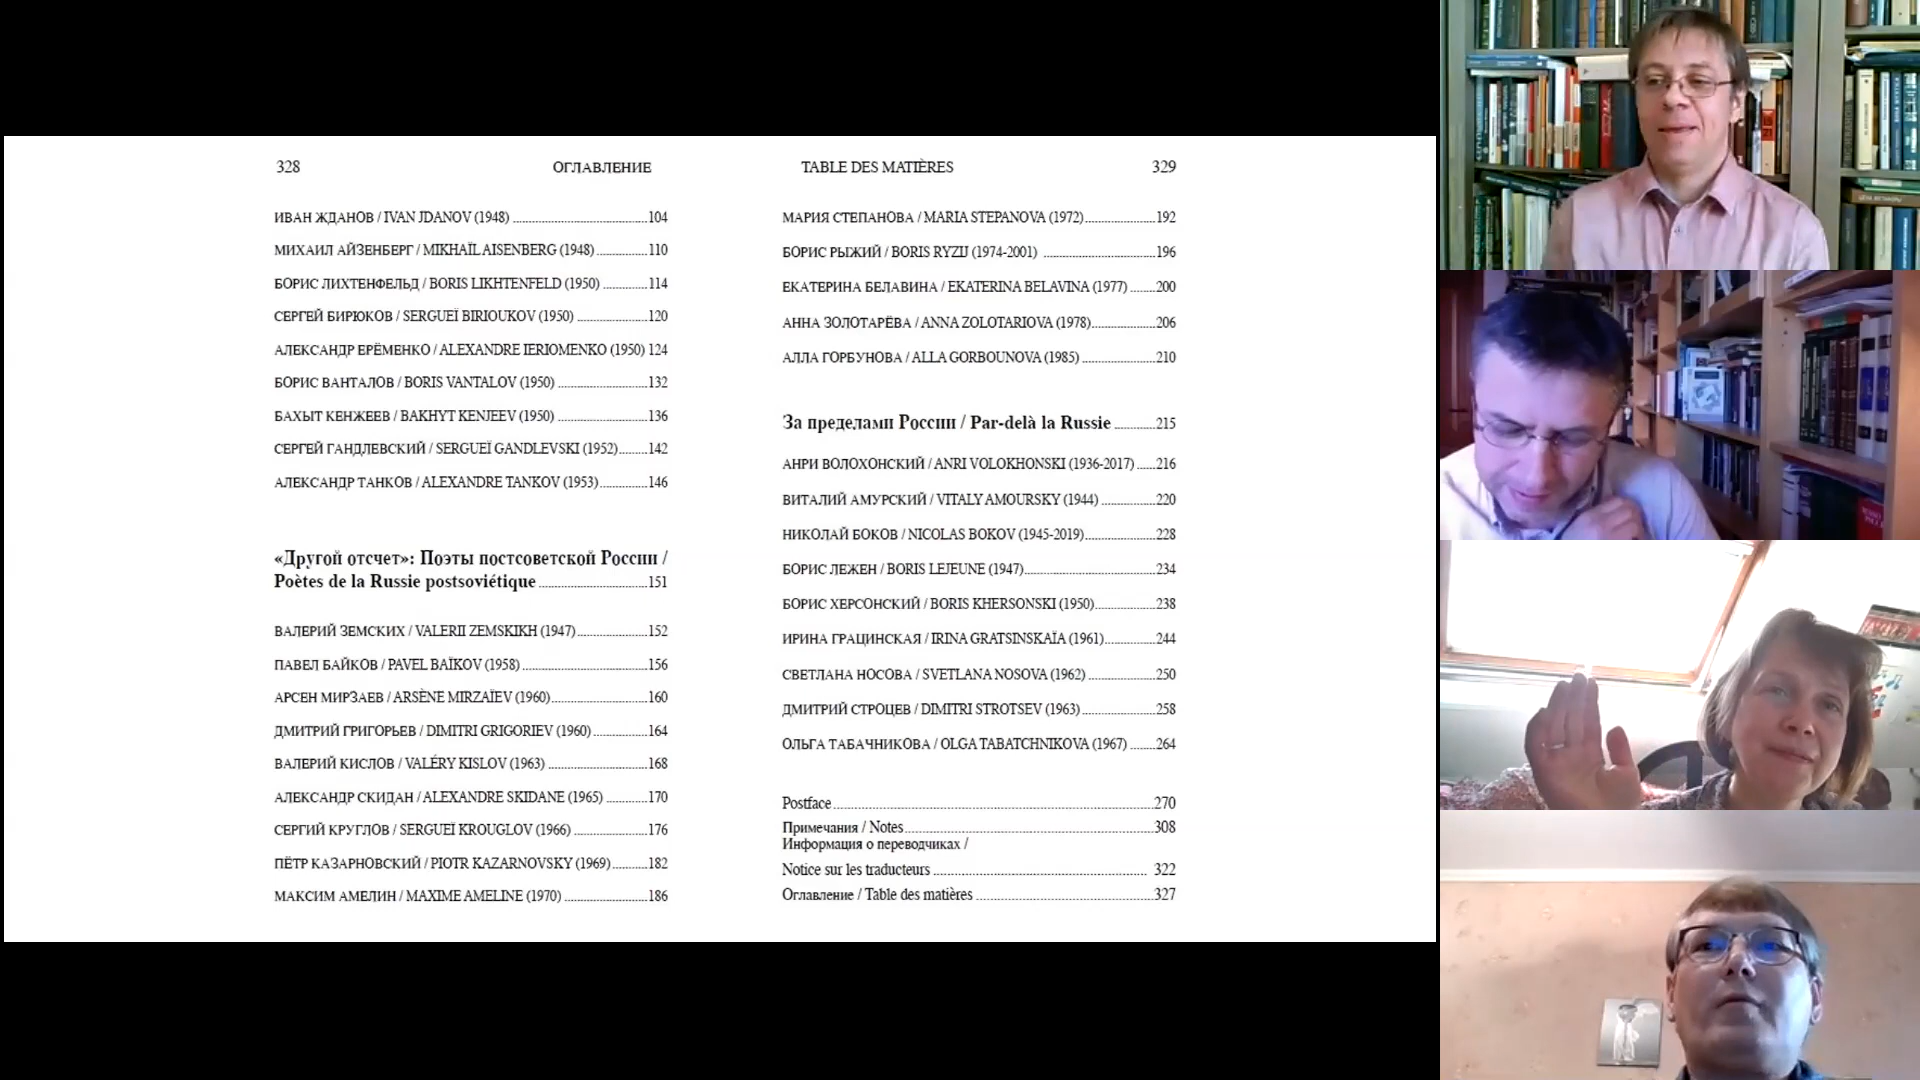 328 ОГЛАВЛЕНИЕ
ИВАН ЖДАНОВ / IVAN JDANOV (1948) 104
МИХАИЛ АЙЗЕНБЕРГ / MIKHAÏL AISENBERG (1948) 110
БОРИС ЛИХТЕНФЕЛЬД / BORIS LIKHTENFELD (1950) 114
СЕРГЕЙ БИРЮКОВ / SERGUEÏ BIRIOUKOV (1950) 120
АЛЕКСАНДР ЕРЁМЕНКО / ALEXANDRE IERIOMENKO (1950) 124
БОРИС ВАНТАЛОВ / BORIS VANTALOV (1950) 132
БАХЫТ КЕНЖЕЕВ / BAKHYT KENJEEV (1950) 136
СЕРГЕЙ ГАНДЛЕВСКИЙ / SERGUEÏ GANDLEVSKI (1952) 142
АЛЕКСАНДР ТАНКОВ / ALEXANDRE TANKOV (1953) 146
«Другой отсчет»: Поэты постсоветской России /
Poètes de la Russie postsoviétique 151
ВАЛЕРИЙ ЗЕМСКИХ / VALERII ZEMSKIKH (1947) 152
ПАВЕЛ БАЙКОВ / PAVEL BAÏKOV (1958) 156
АРСЕН МИРЗАЕВ / ARSÈNE MIRZAÏEV (1960) 160
ДМИТРИЙ ГРИГОРЬЕВ / DIMITRI GRIGORIEV (1960) 164
ВАЛЕРИЙ КИСЛОВ / VALÉRY KISLOV (1963) 168
АЛЕКСАНДР СКИДАН / ALEXANDRE SKIDANE (1965) 170
СЕРГИЙ КРУГЛОВ / SERGUEÏ KROUGLOV (1966) 176
ПЁТР КАЗАРНОВСКИЙ / PIOTR KAZARNOVSKY (1969) 182
МАКСИМ АМЕЛИН / MAXIME AMELINE (1970) 186
TABLE DES MATIÈRES 329
МАРИЯ СТЕПАНОВА / MARIA STEPANOVA (1972) 192
БОРИС РЫЖИЙ / BORIS RYZIJ (1974-2001) 196
ЕКАТЕРИНА БЕЛАВИНА / EKATERINA BELAVINA (1977) 200
АННА ЗОЛОТАРЁВА / ANNA ZOLOTARIOVA (1978) 206
АЛЛА ГОРБУНОВА / ALLA GORBOUNOVA (1985) 210
За пределами России / Par-delà la Russie 215
АНРИ ВОЛОХОНСКИЙ / ANRI VOLOKHONSKI (1936-2017) 216
ВИТАЛИЙ АМУРСКИЙ / VITALY AMOURSKY (1944) 220
НИКОЛАЙ БОКОВ / NICOLAS BOKOV (1945-2019) 228
БОРИС ЛЕЖЕН / BORIS LEJEUNE (1947) 234
БОРИС ХЕРСОНСКИЙ / BORIS KHERSONSKI (1950) 238
ИРИНА ГРАЦИНСКАЯ / IRINA GRATSINSKAÏA (1961) 244
СВЕТЛАНА НОСОВА / SVETLANA NOSOVA (1962) 250
ДМИТРИЙ СТРОЦЕВ / DIMITRI STROTSEV (1963) 258
ОЛЬГА ТАБАЧНИКОВА / OLGA TABATCHNIKOVA (1967) 264
Postface 270
Примечания / Notes 308
Информация о переводчиках /
Notice sur les traducteurs 322
Оглавление / Table des matières 327